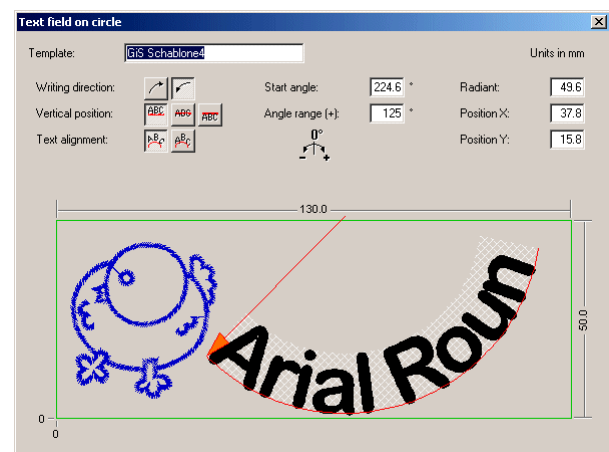 Text field on circle
Template: GiS Schablone4 Units in mm
Writing direction: Start angle: 224.6 ° Radiant: 49.6
Vertical position: ABC ABC ABC Angle range (+): 125 ° Position X: 37.8
Text alignment: ABC ABC 0° Position Y: 15.8
- +
130.0
Arial Roun
50.0
0
0